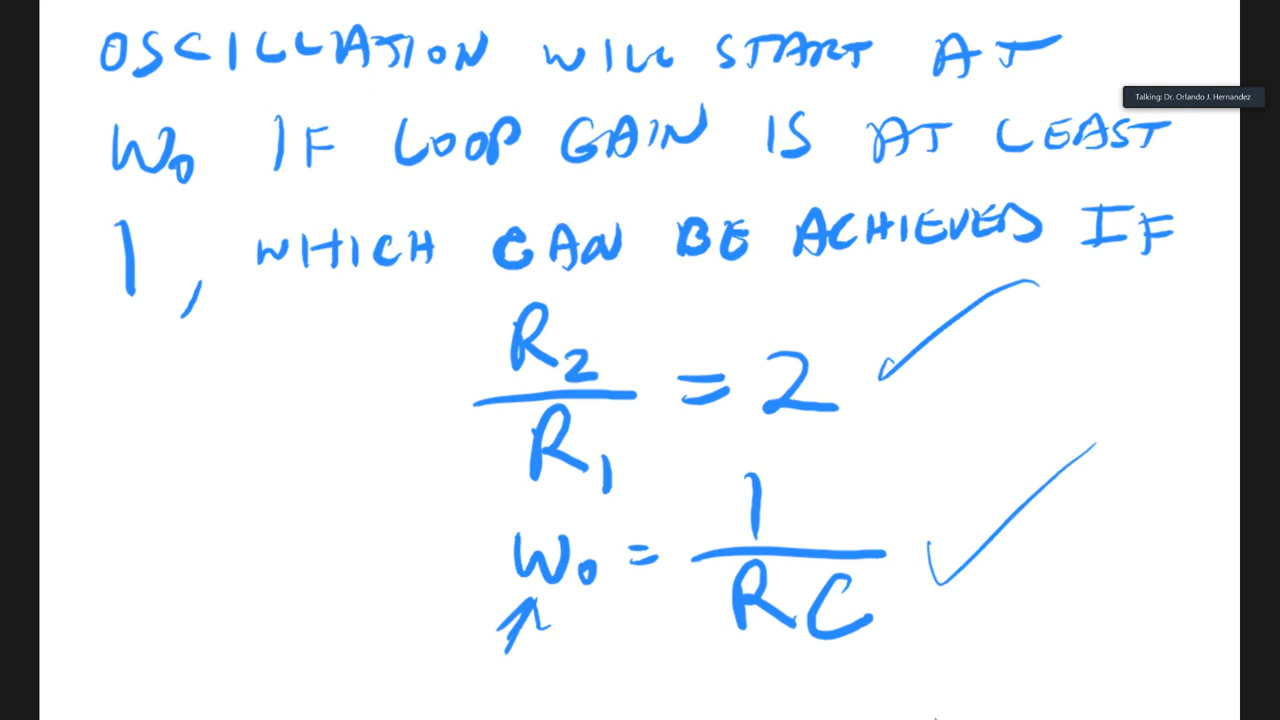 OSCILLATION WILL START AT
Talking: Dr. Orlando J. Hernandez
W₀ IF LOOP GAIN IS AT LEAST
1, WHICH CAN BE ACHIEVED IF
R₂
/ R₁ = 2 ✓
W₀ = 1 / RC ✓